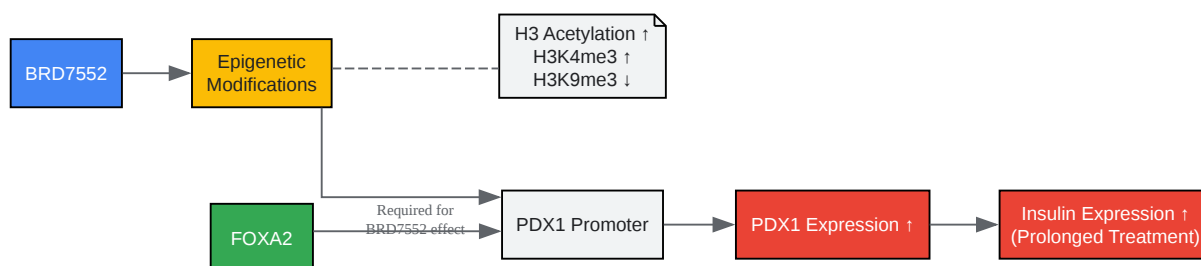 BRD7552
Epigenetic
Modifications
H3 Acetylation ↑
H3K4me3 ↑
H3K9me3 ↓
FOXA2
Required for
BRD7552 effect
PDX1 Promoter
PDX1 Expression ↑
Insulin Expression ↑
(Prolonged Treatment)